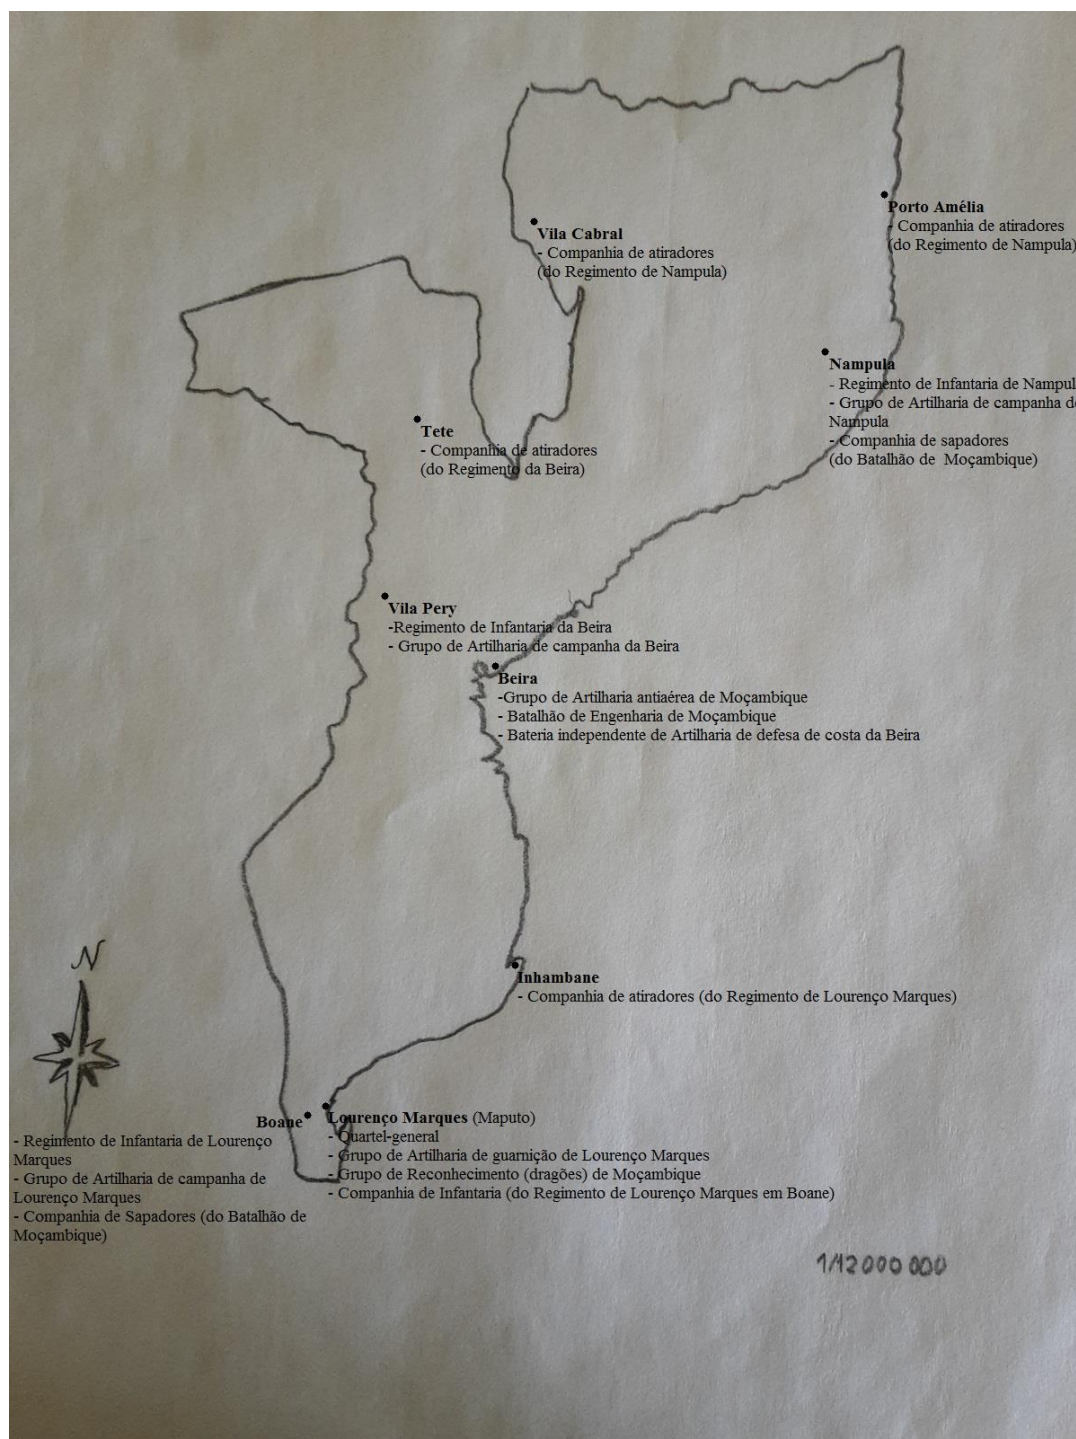 Porto Amélia
- Companhia de atiradores
(do Regimento de Nampula)
Vila Cabral
- Companhia de atiradores
(do Regimento de Nampula)
Nampula
- Regimento de Infantaria de Nampul
- Grupo de Artilharia de campanha de
Nampula
- Companhia de sapadores
(do Batalhão de Moçambique)
Tete
- Companhia de atiradores
(do Regimento da Beira)
Vila Pery
-Regimento de Infantaria da Beira
- Grupo de Artilharia de campanha da Beira
Beira
-Grupo de Artilharia antiaérea de Moçambique
- Batalhão de Engenharia de Moçambique
- Bateria independente de Artilharia de defesa de costa da Beira
N
Inhambane
- Companhia de atiradores (do Regimento de Lourenço Marques)
Boane
- Regimento de Infantaria de Lourenço
Marques
- Grupo de Artilharia de campanha de
Lourenço Marques
- Companhia de Sapadores (do Batalhão de
Moçambique)
Lourenço Marques (Maputo)
- Quartel-general
- Grupo de Artilharia de guarnição de Lourenço Marques
- Grupo de Reconhecimento (dragões) de Moçambique
- Companhia de Infantaria (do Regimento de Lourenço Marques em Boane)
1/12 000 000